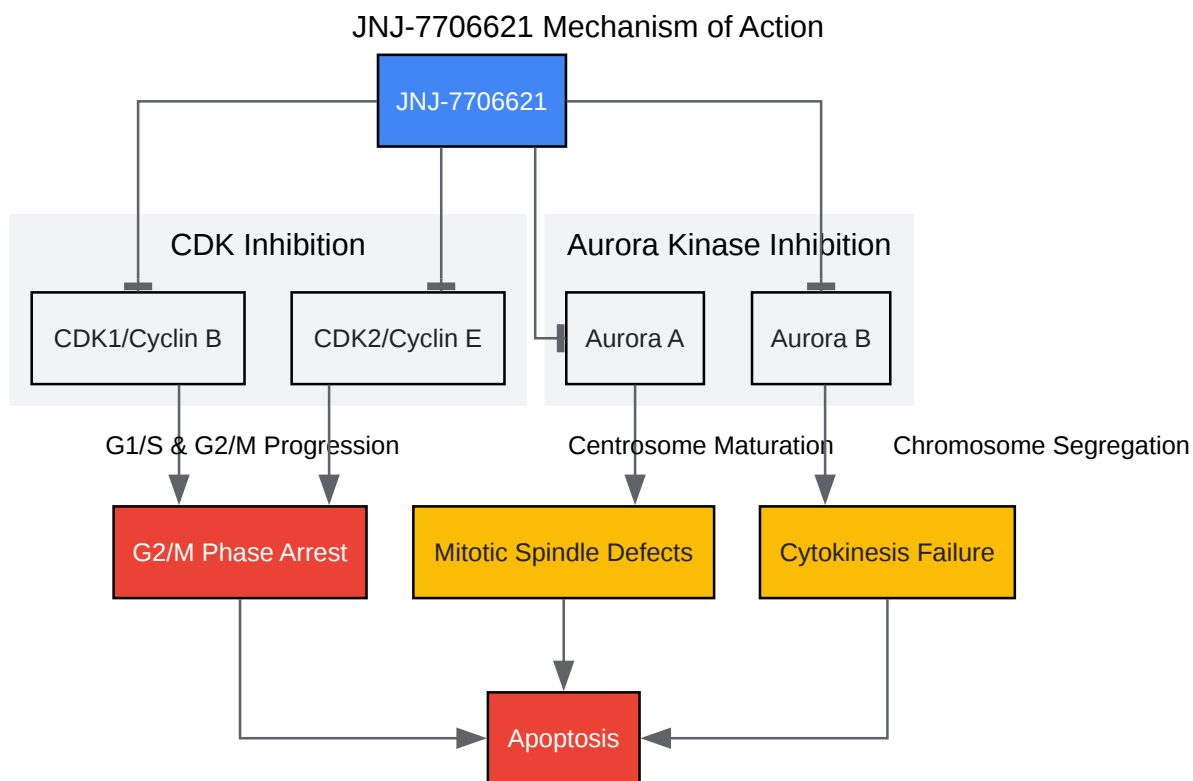 JNJ-7706621 Mechanism of Action
JNJ-7706621
CDK Inhibition
Aurora Kinase Inhibition
CDK1/Cyclin B
CDK2/Cyclin E
Aurora A
Aurora B
G1/S & G2/M Progression
Centrosome Maturation
Chromosome Segregation
G2/M Phase Arrest
Mitotic Spindle Defects
Cytokinesis Failure
Apoptosis